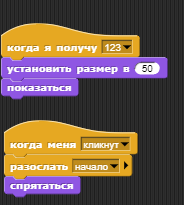 когда я получу 123
установить размер в 50
показаться
когда меня кликнут
разослать начало
спрятаться